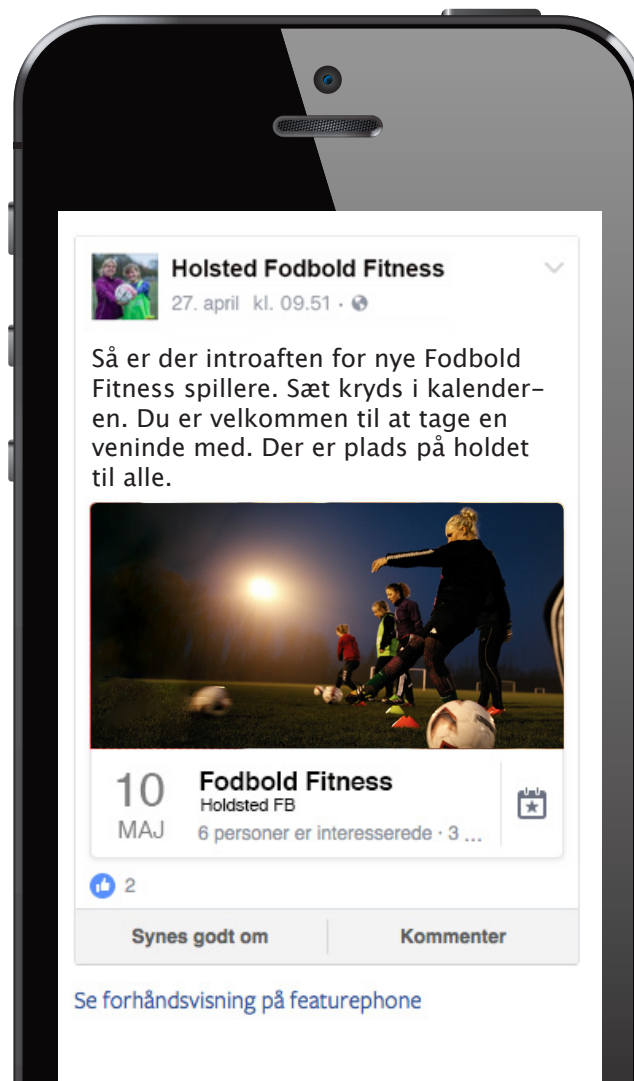 Holsted Fodbold Fitness
27. april kl. 09.51 ·
Så er der introaften for nye Fodbold
Fitness spillere. Sæt kryds i kalender-
en. Du er velkommen til at tage en
veninde med. Der er plads på holdet
til alle.
10
MAJ
Fodbold Fitness
Holdsted FB
6 personer er interesserede · 3 ...
2
Synes godt om
Kommenter
Se forhåndsvisning på featurephone